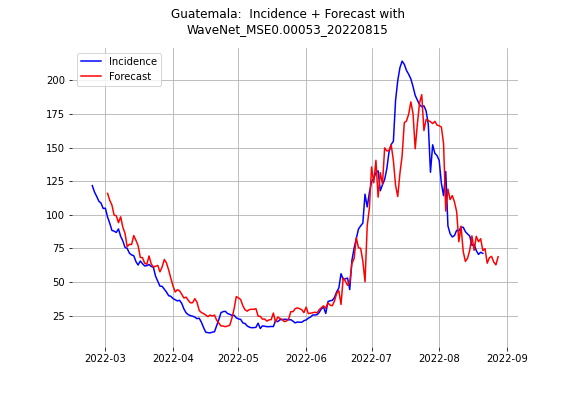 Guatemala:  Incidence + Forecast with
WaveNet_MSE0.00053_20220815
Incidence
Forecast
200
175
150
125
100
75
50
25
2022-03 2022-04 2022-05 2022-06 2022-07 2022-08 2022-09